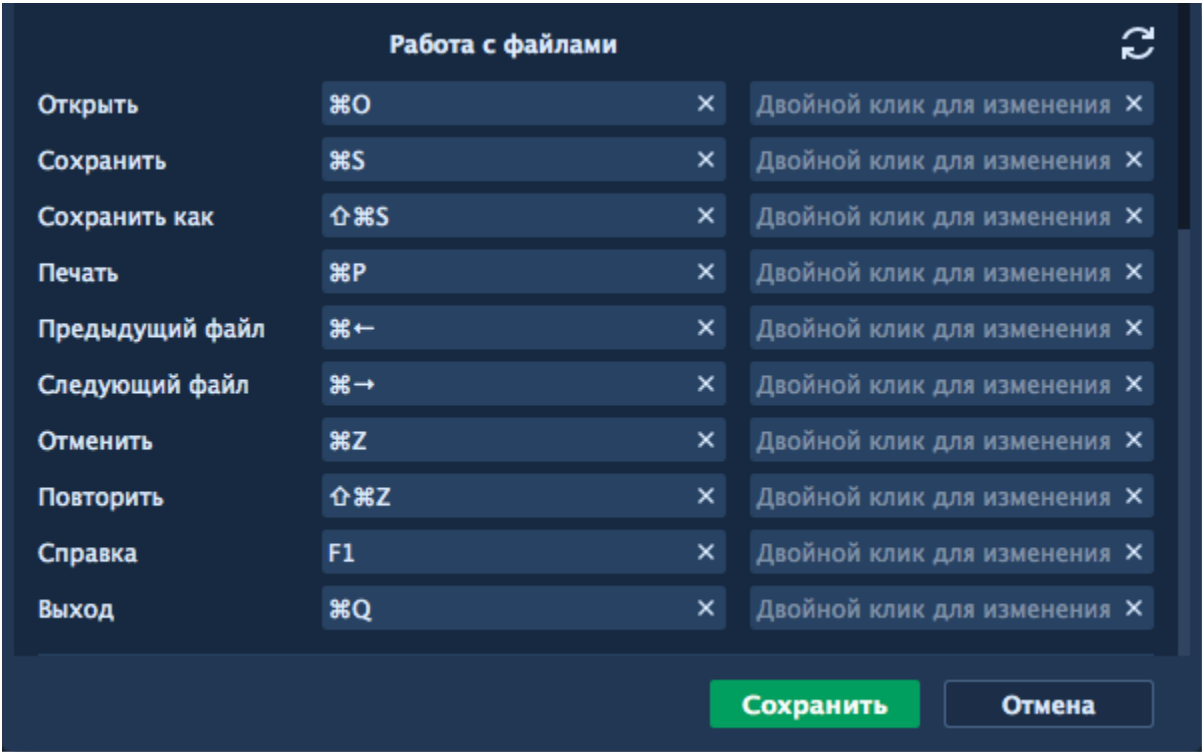 Работа с файлами
Открыть ⌘O × Двойной клик для изменения ×
Сохранить ⌘S × Двойной клик для изменения ×
Сохранить как ⇧⌘S × Двойной клик для изменения ×
Печать ⌘P × Двойной клик для изменения ×
Предыдущий файл ⌘← × Двойной клик для изменения ×
Следующий файл ⌘→ × Двойной клик для изменения ×
Отменить ⌘Z × Двойной клик для изменения ×
Повторить ⇧⌘Z × Двойной клик для изменения ×
Справка F1 × Двойной клик для изменения ×
Выход ⌘Q × Двойной клик для изменения ×
Сохранить Отмена